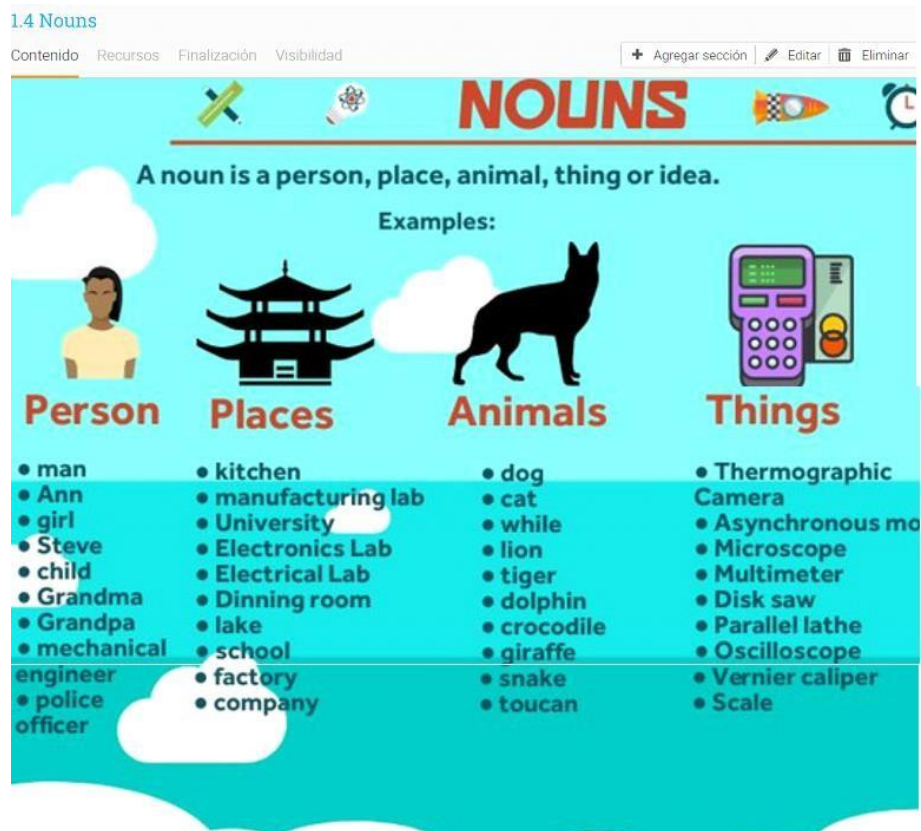 1.4 Nouns
Contenido Recursos Finalización Visibilidad
+ Agregar sección Editar Eliminar
NOUNS
A noun is a person, place, animal, thing or idea.
Examples:
Person
• man
• Ann
• girl
• Steve
• child
• Grandma
• Grandpa
• mechanical
engineer
• police
officer
Places
• kitchen
• manufacturing lab
• University
• Electronics Lab
• Electrical Lab
• Dinning room
• lake
• school
• factory
• company
Animals
• dog
• cat
• while
• lion
• tiger
• dolphin
• crocodile
• giraffe
• snake
• toucan
Things
• Thermographic
Camera
• Asynchronous mo
• Microscope
• Multimeter
• Disk saw
• Parallel lathe
• Oscilloscope
• Vernier caliper
• Scale